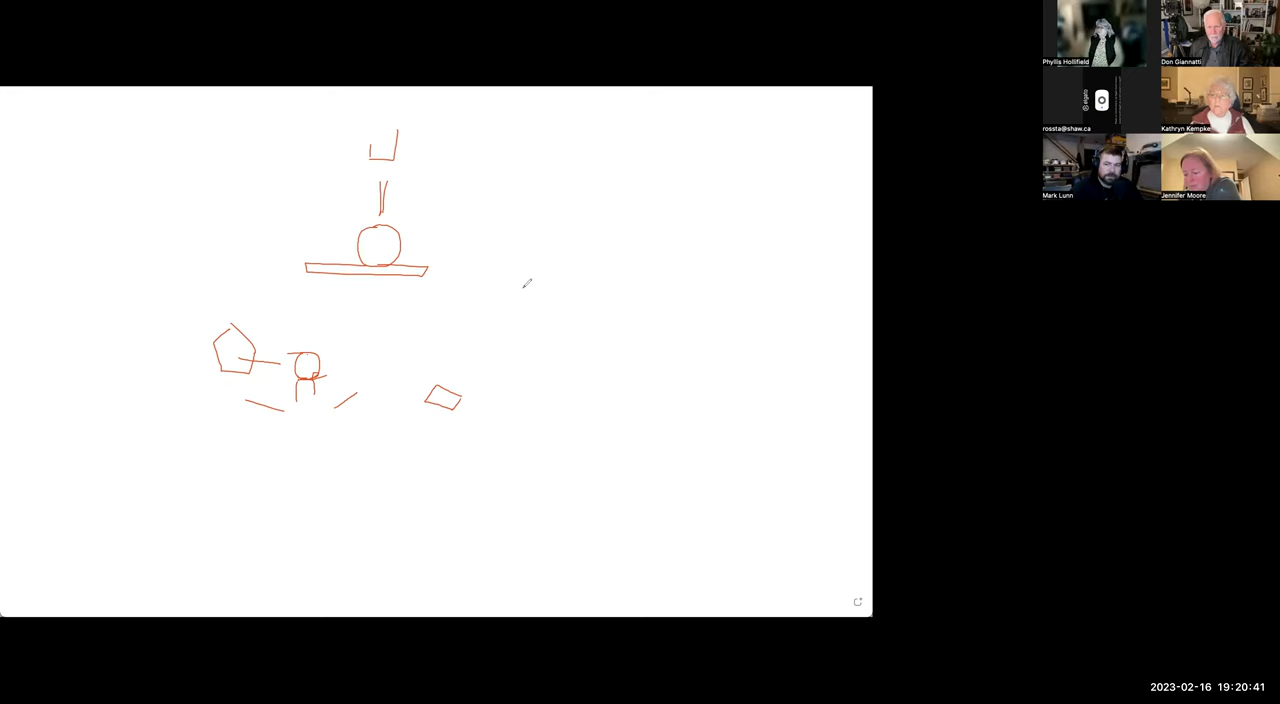 Phyllis Hollifield
Don Giannatti
elgato
rossta@shaw.ca
Kathryn Kempke
Mark Lunn
Jennifer Moore
2023-02-16 19:20:41